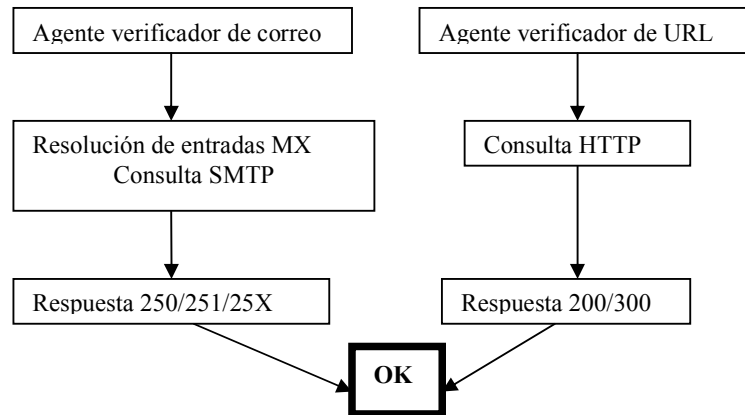 Agente verificador de correo
Agente verificador de URL
Resolución de entradas MX
Consulta SMTP
Consulta HTTP
Respuesta 250/251/25X
Respuesta 200/300
OK